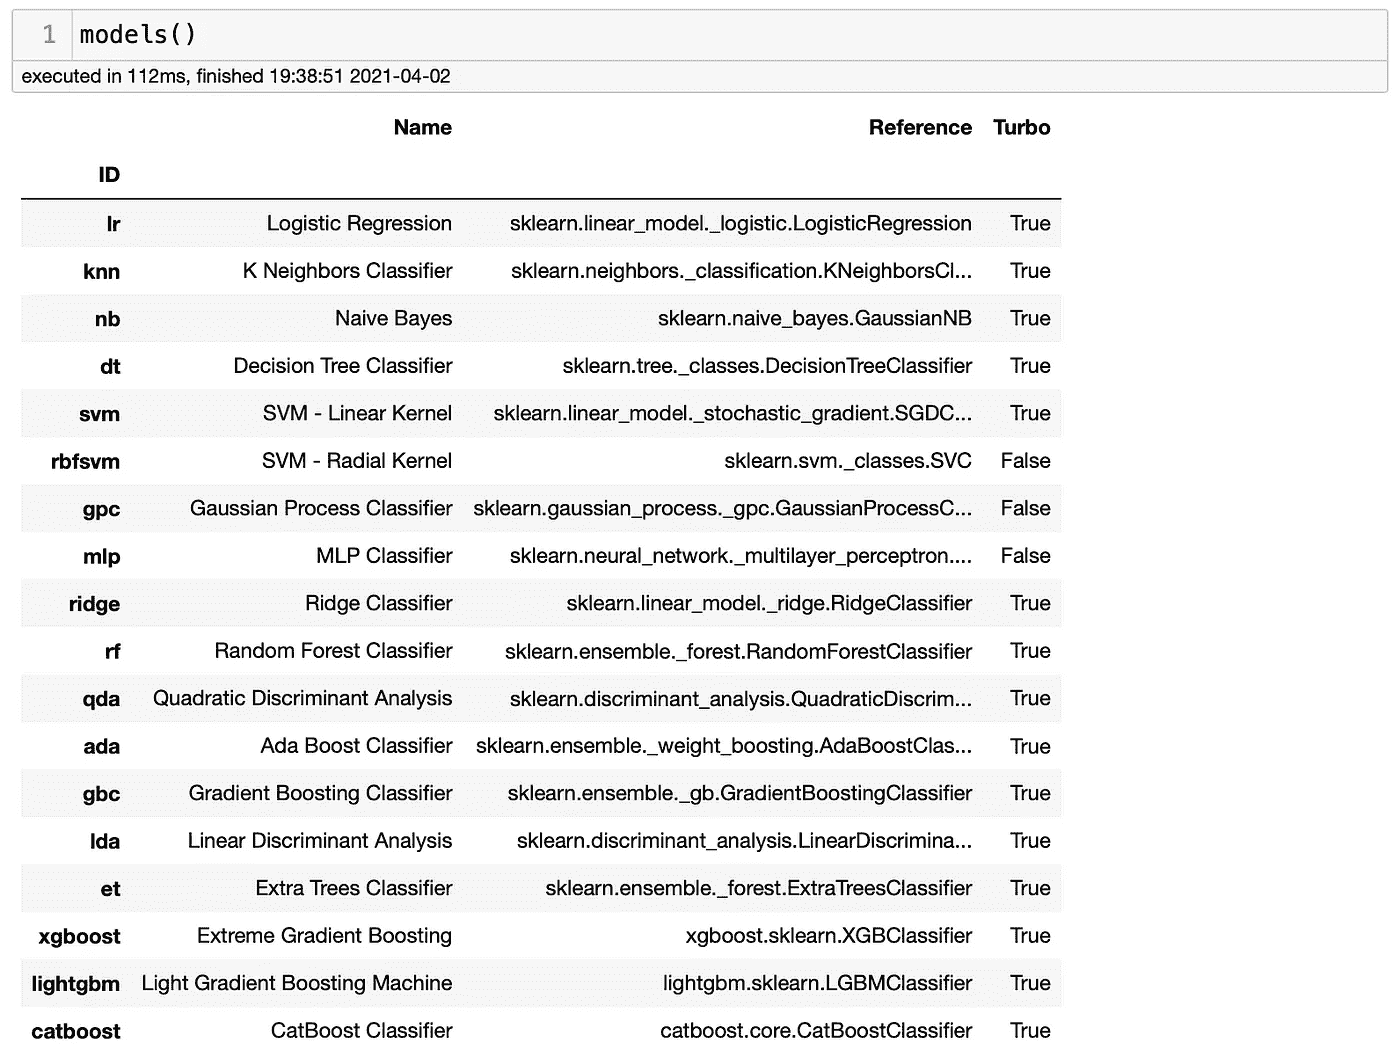 1 models()
executed in 112ms, finished 19:38:51 2021-04-02
Name Reference Turbo
ID
lr Logistic Regression sklearn.linear_model._logistic.LogisticRegression True
knn K Neighbors Classifier sklearn.neighbors._classification.KNeighborsCl... True
nb Naive Bayes sklearn.naive_bayes.GaussianNB True
dt Decision Tree Classifier sklearn.tree._classes.DecisionTreeClassifier True
svm SVM - Linear Kernel sklearn.linear_model._stochastic_gradient.SGDC... True
rbfsvm SVM - Radial Kernel sklearn.svm._classes.SVC False
gpc Gaussian Process Classifier sklearn.gaussian_process._gpc.GaussianProcessC... False
mlp MLP Classifier sklearn.neural_network._multilayer_perceptron.... False
ridge Ridge Classifier sklearn.linear_model._ridge.RidgeClassifier True
rf Random Forest Classifier sklearn.ensemble._forest.RandomForestClassifier True
qda Quadratic Discriminant Analysis sklearn.discriminant_analysis.QuadraticDiscrim... True
ada Ada Boost Classifier sklearn.ensemble._weight_boosting.AdaBoostClas... True
gbc Gradient Boosting Classifier sklearn.ensemble._gb.GradientBoostingClassifier True
lda Linear Discriminant Analysis sklearn.discriminant_analysis.LinearDiscrimina... True
et Extra Trees Classifier sklearn.ensemble._forest.ExtraTreesClassifier True
xgboost Extreme Gradient Boosting xgboost.sklearn.XGBClassifier True
lightgbm Light Gradient Boosting Machine lightgbm.sklearn.LGBMClassifier True
catboost CatBoost Classifier catboost.core.CatBoostClassifier True